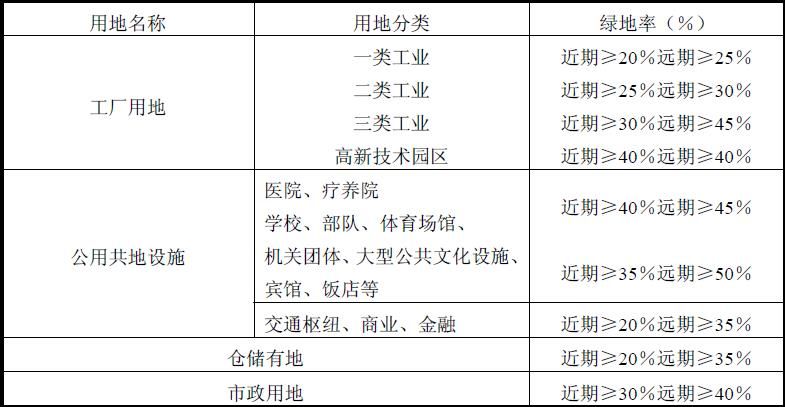 用地名称 用地分类 绿地率（%）
工厂用地 一类工业 近期≥20%远期≥25%
二类工业 近期≥25%远期≥30%
三类工业 近期≥30%远期≥45%
高新技术园区 近期≥40%远期≥40%
公用共地设施 医院、疗养院 近期≥40%远期≥45%
学校、部队、体育场馆、
机关团体、大型公共文化设施、 近期≥35%远期≥50%
宾馆、饭店等
交通枢纽、商业、金融 近期≥20%远期≥35%
仓储有地 近期≥20%远期≥35%
市政用地 近期≥30%远期≥40%